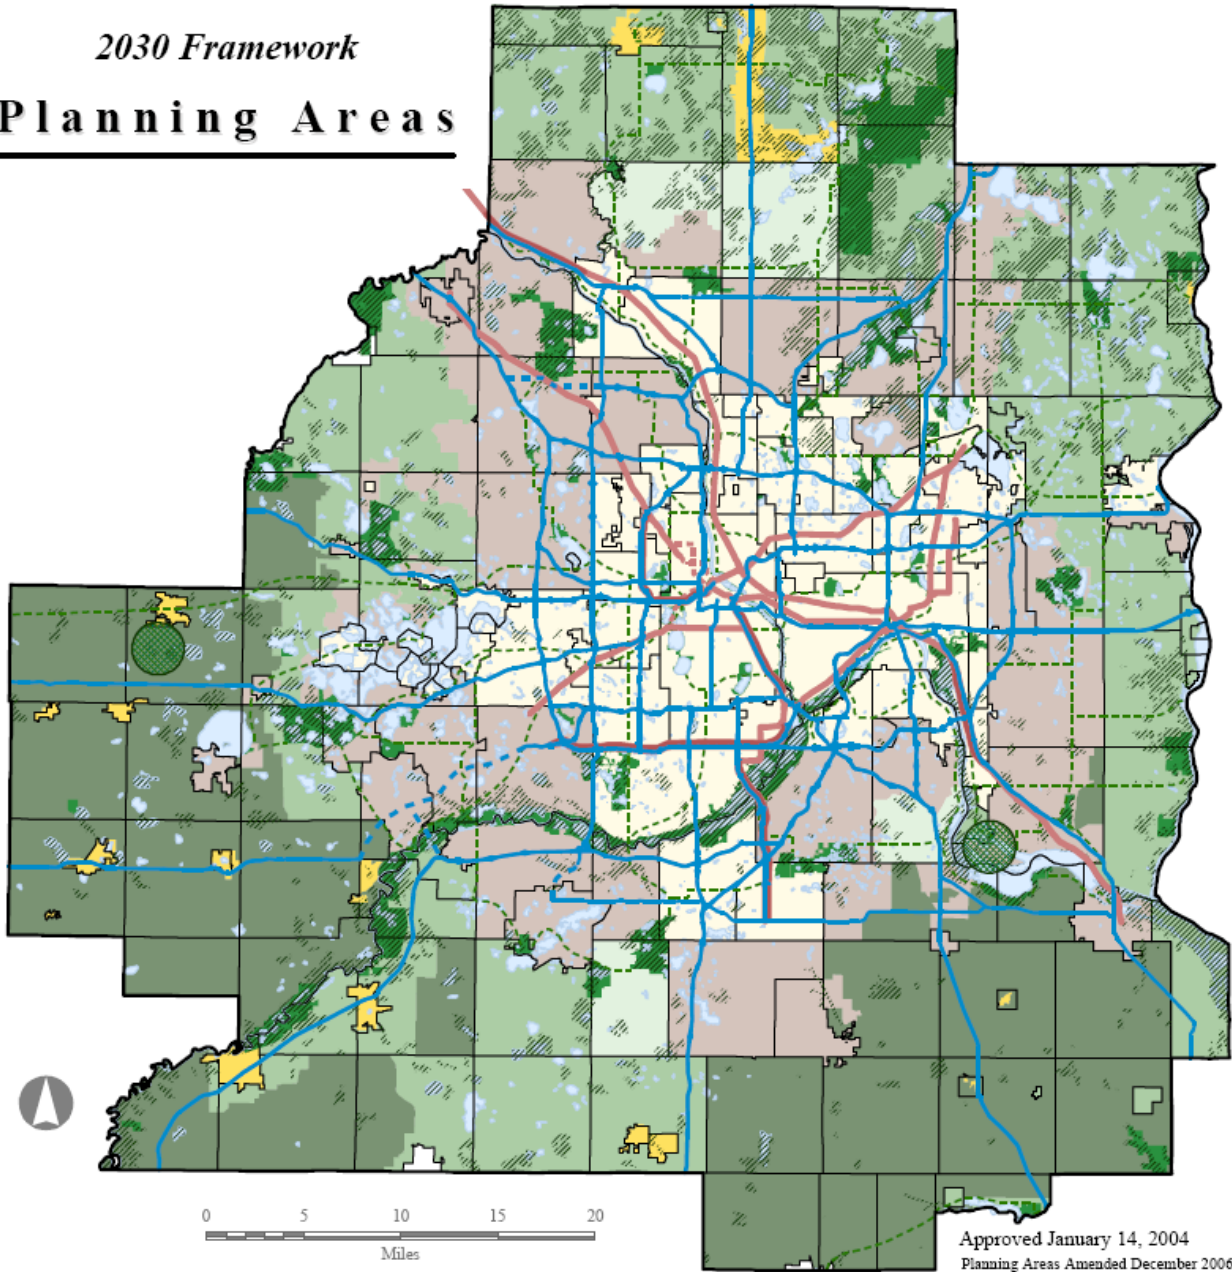 2030 Framework
Planning Areas
0 5 10 15 20
Miles
Approved January 14, 2004
Planning Areas Amended December 2006